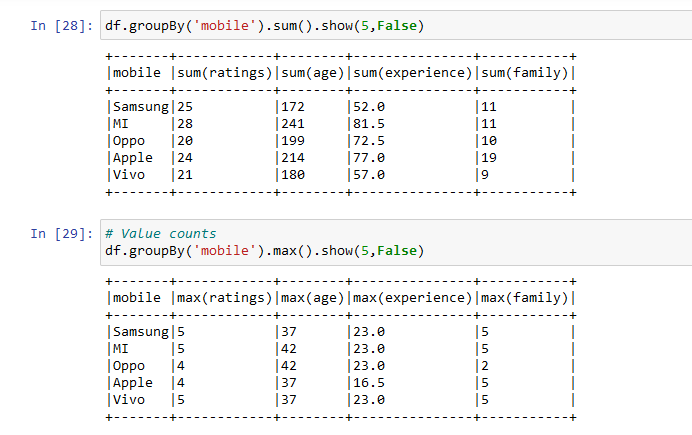 In [28]: df.groupBy('mobile').sum().show(5,False)
+-------+------------+--------+---------------+-----------+
|mobile |sum(ratings)|sum(age)|sum(experience)|sum(family)|
+-------+------------+--------+---------------+-----------+
|Samsung|25          |172     |52.0           |11         |
|MI     |28          |241     |81.5           |11         |
|Oppo   |20          |199     |72.5           |10         |
|Apple  |24          |214     |77.0           |19         |
|Vivo   |21          |180     |57.0           |9          |
+-------+------------+--------+---------------+-----------+
In [29]: # Value counts
df.groupBy('mobile').max().show(5,False)
+-------+------------+--------+---------------+-----------+
|mobile |max(ratings)|max(age)|max(experience)|max(family)|
+-------+------------+--------+---------------+-----------+
|Samsung|5           |37      |23.0           |5          |
|MI     |5           |42      |23.0           |5          |
|Oppo   |4           |42      |23.0           |2          |
|Apple  |4           |37      |16.5           |5          |
|Vivo   |5           |37      |23.0           |5          |
+-------+------------+--------+---------------+-----------+